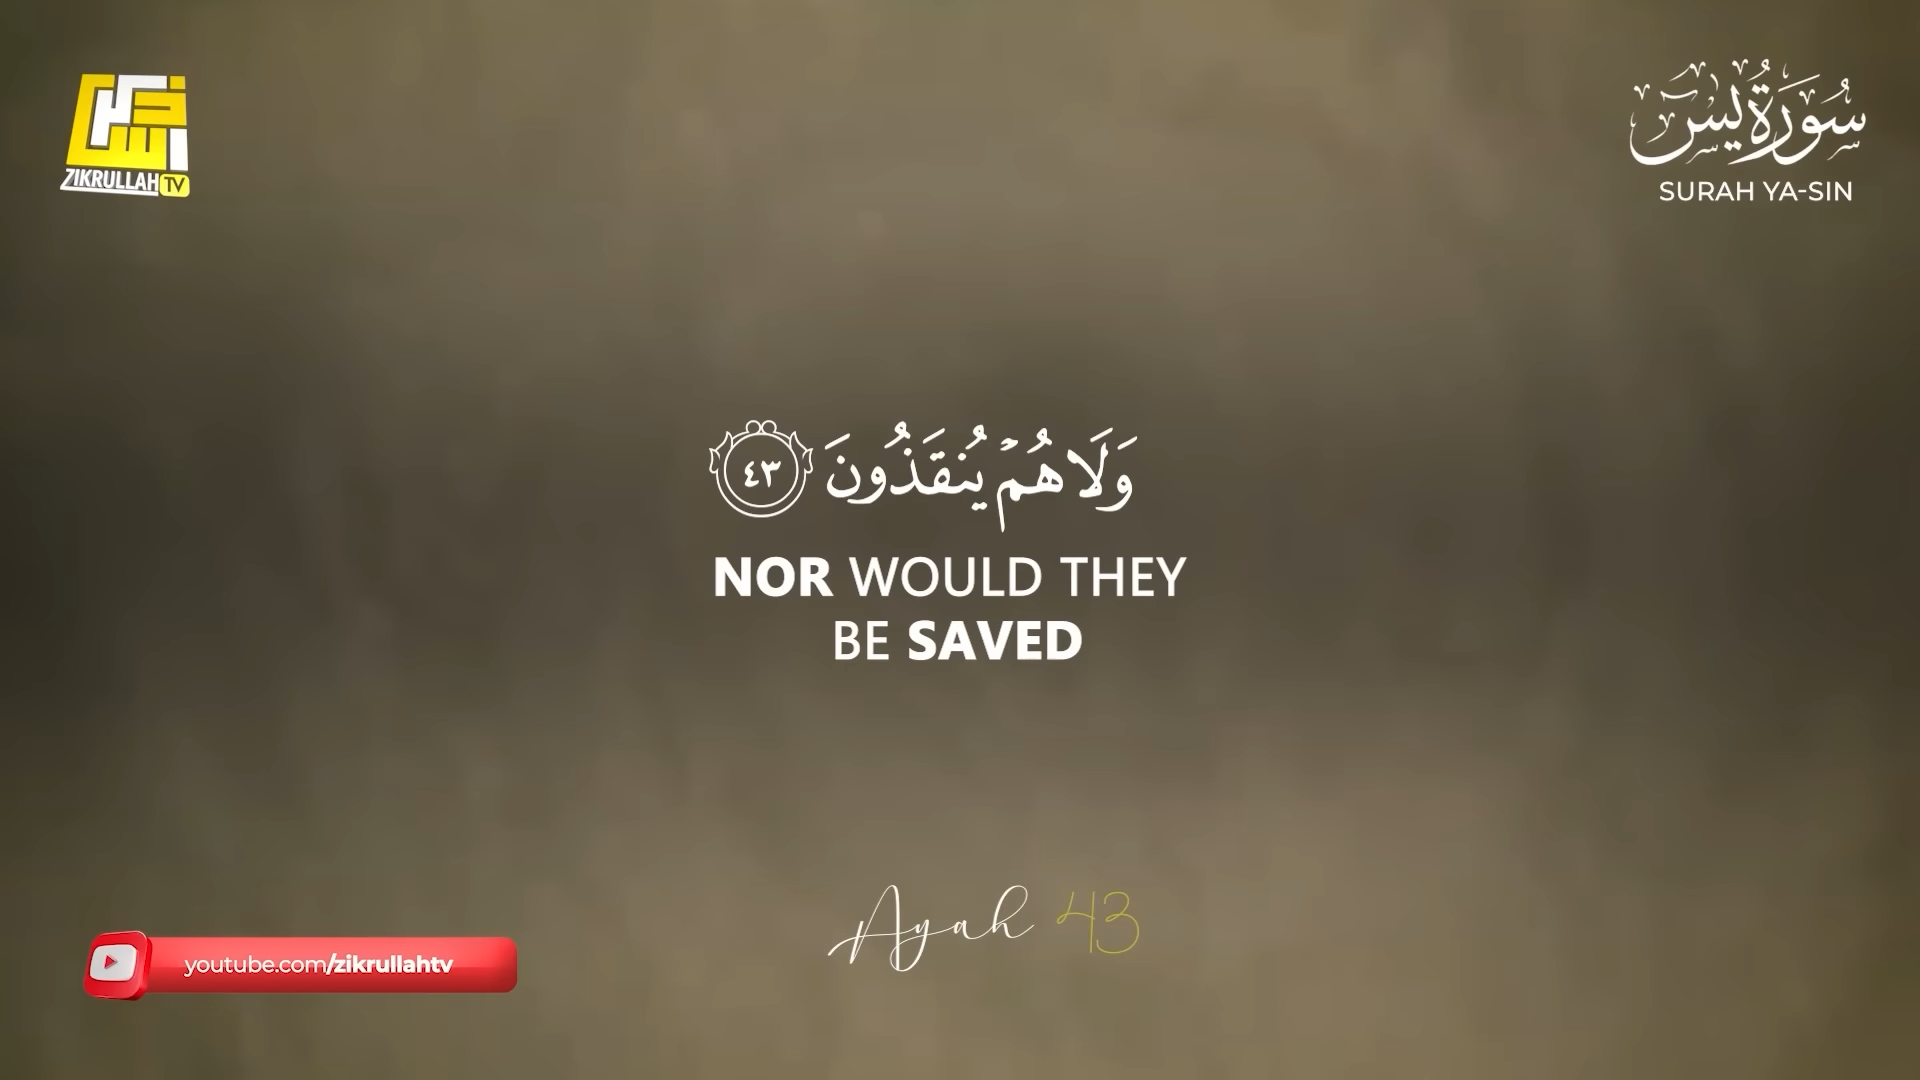 ZIKRULLAH TV
سُورَةُ يسٓ
SURAH YA-SIN
وَلَا هُمْ يُنقَذُونَ ٤٣
NOR WOULD THEY
BE SAVED
Ayah 43
youtube.com/zikrullahtv